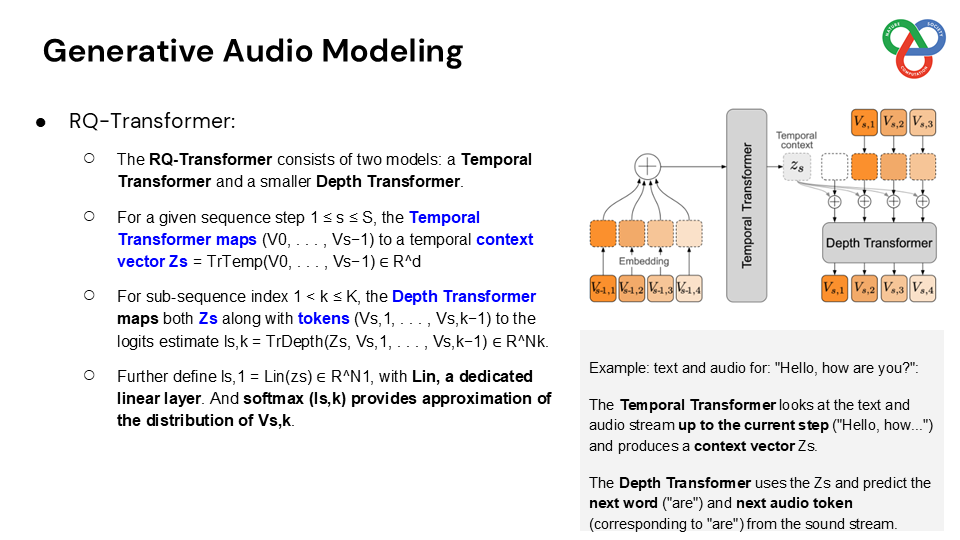 Generative Audio Modeling
NATURE
SOCIETY
COMPUTATION
● RQ-Transformer:
○ The RQ-Transformer consists of two models: a Temporal
Transformer and a smaller Depth Transformer.
○ For a given sequence step 1 ≤ s ≤ S, the Temporal
Transformer maps (V0, . . . , Vs−1) to a temporal context
vector Zs = TrTemp(V0, . . . , Vs−1) ∈ R^d
○ For sub-sequence index 1 < k ≤ K, the Depth Transformer
maps both Zs along with tokens (Vs,1, . . . , Vs,k−1) to the
logits estimate ls,k = TrDepth(Zs, Vs,1, . . . , Vs,k−1) ∈ R^Nk.
○ Further define ls,1 = Lin(zs) ∈ R^N1, with Lin, a dedicated
linear layer. And softmax (ls,k) provides approximation of
the distribution of Vs,k.
Embedding
V_{s-1,1} V_{s-1,2} V_{s-1,3} V_{s-1,4}
Temporal Transformer
Temporal
context
z_s
V_{s,1} V_{s,2} V_{s,3}
Depth Transformer
V_{s,1} V_{s,2} V_{s,3} V_{s,4}
Example: text and audio for: "Hello, how are you?":
The Temporal Transformer looks at the text and
audio stream up to the current step ("Hello, how...")
and produces a context vector Zs.
The Depth Transformer uses the Zs and predict the
next word ("are") and next audio token
(corresponding to "are") from the sound stream.